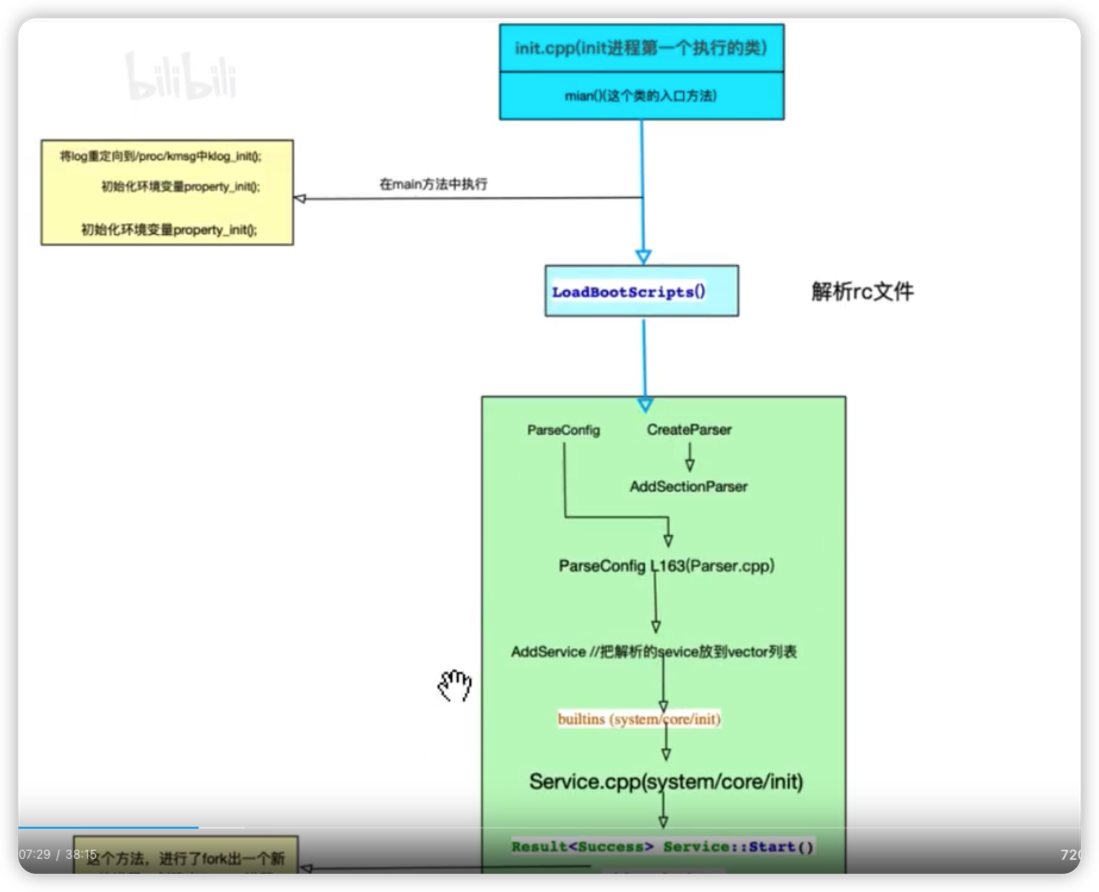 bilibili
init.cpp(init进程第一个执行的类)
mian()(这个类的入口方法)
将log重定向到/proc/kmsg中klog_init();
初始化环境变量property_init();
初始化环境变量property_init();
在main方法中执行
LoadBootScripts()
解析rc文件
ParseConfig
CreateParser
AddSectionParser
ParseConfig L163(Parser.cpp)
AddService //把解析的sevice放到vector列表
builtins (system/core/init)
Service.cpp(system/core/init)
Result<Success> Service::Start()
这个方法，进行了fork出一个新
07:29 / 38:15
720